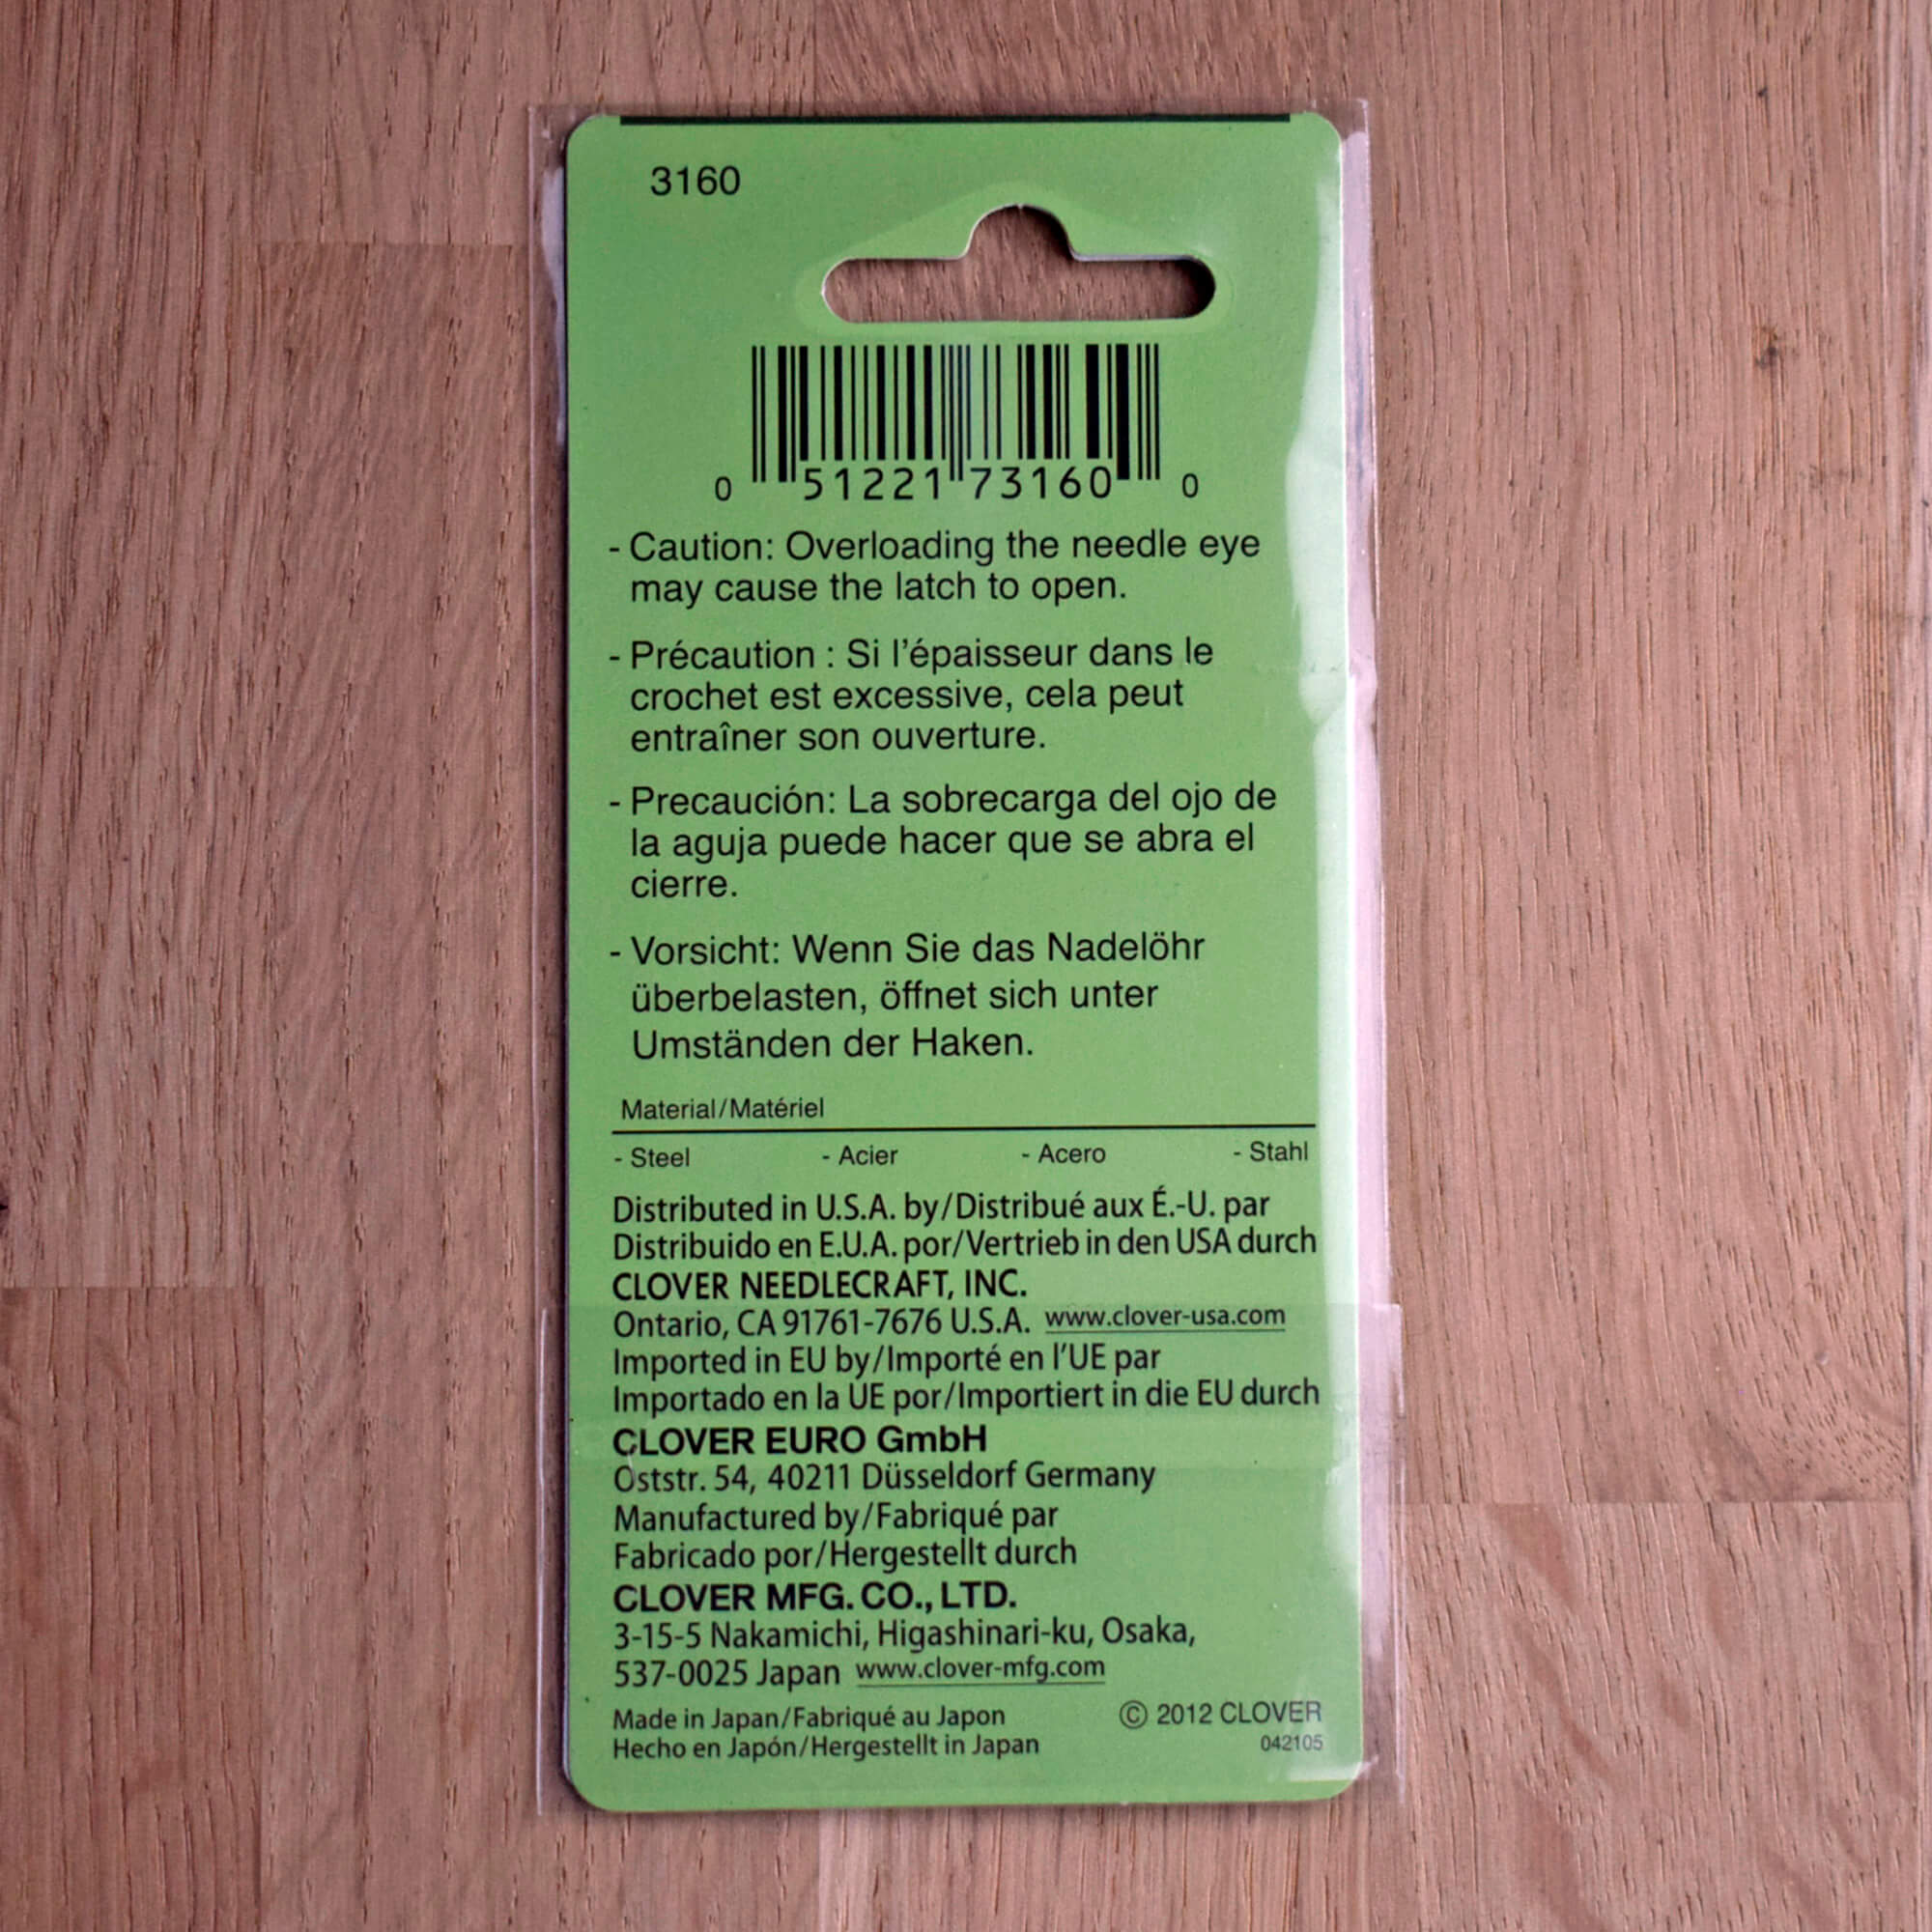 3160
0 51221 73160 0
- Caution: Overloading the needle eye
may cause the latch to open.
- Précaution : Si l'épaisseur dans le
crochet est excessive, cela peut
entraîner son ouverture.
- Precaución: La sobrecarga del ojo de
la aguja puede hacer que se abra el
cierre.
- Vorsicht: Wenn Sie das Nadelöhr
überbelasten, öffnet sich unter
Umständen der Haken.
Material/Matériel
- Steel - Acier - Acero - Stahl
Distributed in U.S.A. by/Distribué aux É.-U. par
Distribuido en E.U.A. por/Vertrieb in den USA durch
CLOVER NEEDLECRAFT, INC.
Ontario, CA 91761-7676 U.S.A. www.clover-usa.com
Imported in EU by/Importé en l'UE par
Importado en la UE por/Importiert in die EU durch
CLOVER EURO GmbH
Oststr. 54, 40211 Düsseldorf Germany
Manufactured by/Fabriqué par
Fabricado por/Hergestellt durch
CLOVER MFG. CO., LTD.
3-15-5 Nakamichi, Higashinari-ku, Osaka,
537-0025 Japan www.clover-mfg.com
Made in Japan/Fabriqué au Japon © 2012 CLOVER
Hecho en Japón/Hergestellt in Japan 042105